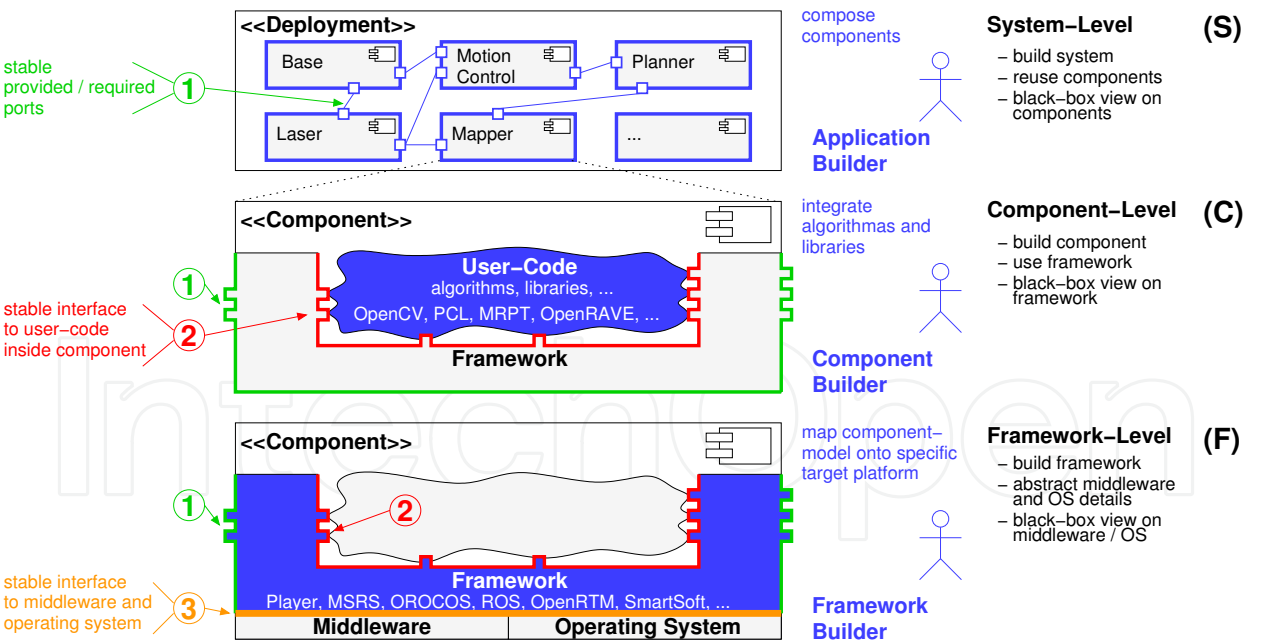 <<Deployment>>
Base
Motion
Control
Planner
Laser
Mapper
...
stable
provided / required
ports
1
compose
components
Application
Builder
System−Level
(S)
− build system
− reuse components
− black−box view on
components
<<Component>>
User−Code
algorithms, libraries, ...
OpenCV, PCL, MRPT, OpenRAVE, ...
Framework
1
stable interface
to user−code
inside component
2
integrate
algorithmas and
libraries
Component
Builder
Component−Level
(C)
− build component
− use framework
− black−box view on
framework
<<Component>>
1
2
Framework
Player, MSRS, OROCOS, ROS, OpenRTM, SmartSoft, ...
Middleware
Operating System
stable interface
to middleware and
operating system
3
map component−
model onto specific
target platform
Framework
Builder
Framework−Level
(F)
− build framework
− abstract middleware
and OS details
− black−box view on
middleware / OS
IntechOpen